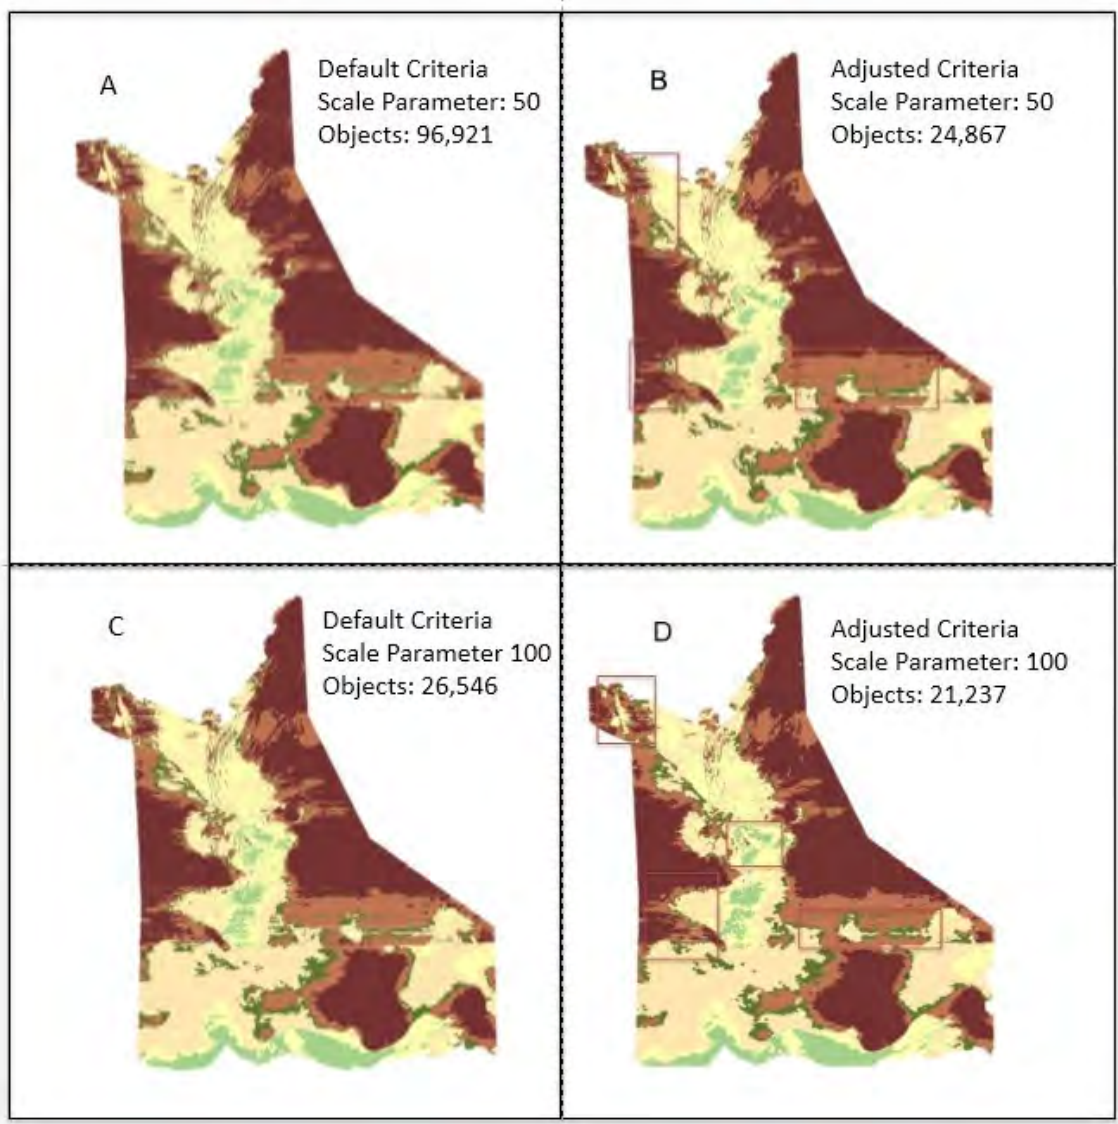 A
Default Criteria
Scale Parameter: 50
Objects: 96,921
B
Adjusted Criteria
Scale Parameter: 50
Objects: 24,867
C
Default Criteria
Scale Parameter 100
Objects: 26,546
D
Adjusted Criteria
Scale Parameter: 100
Objects: 21,237